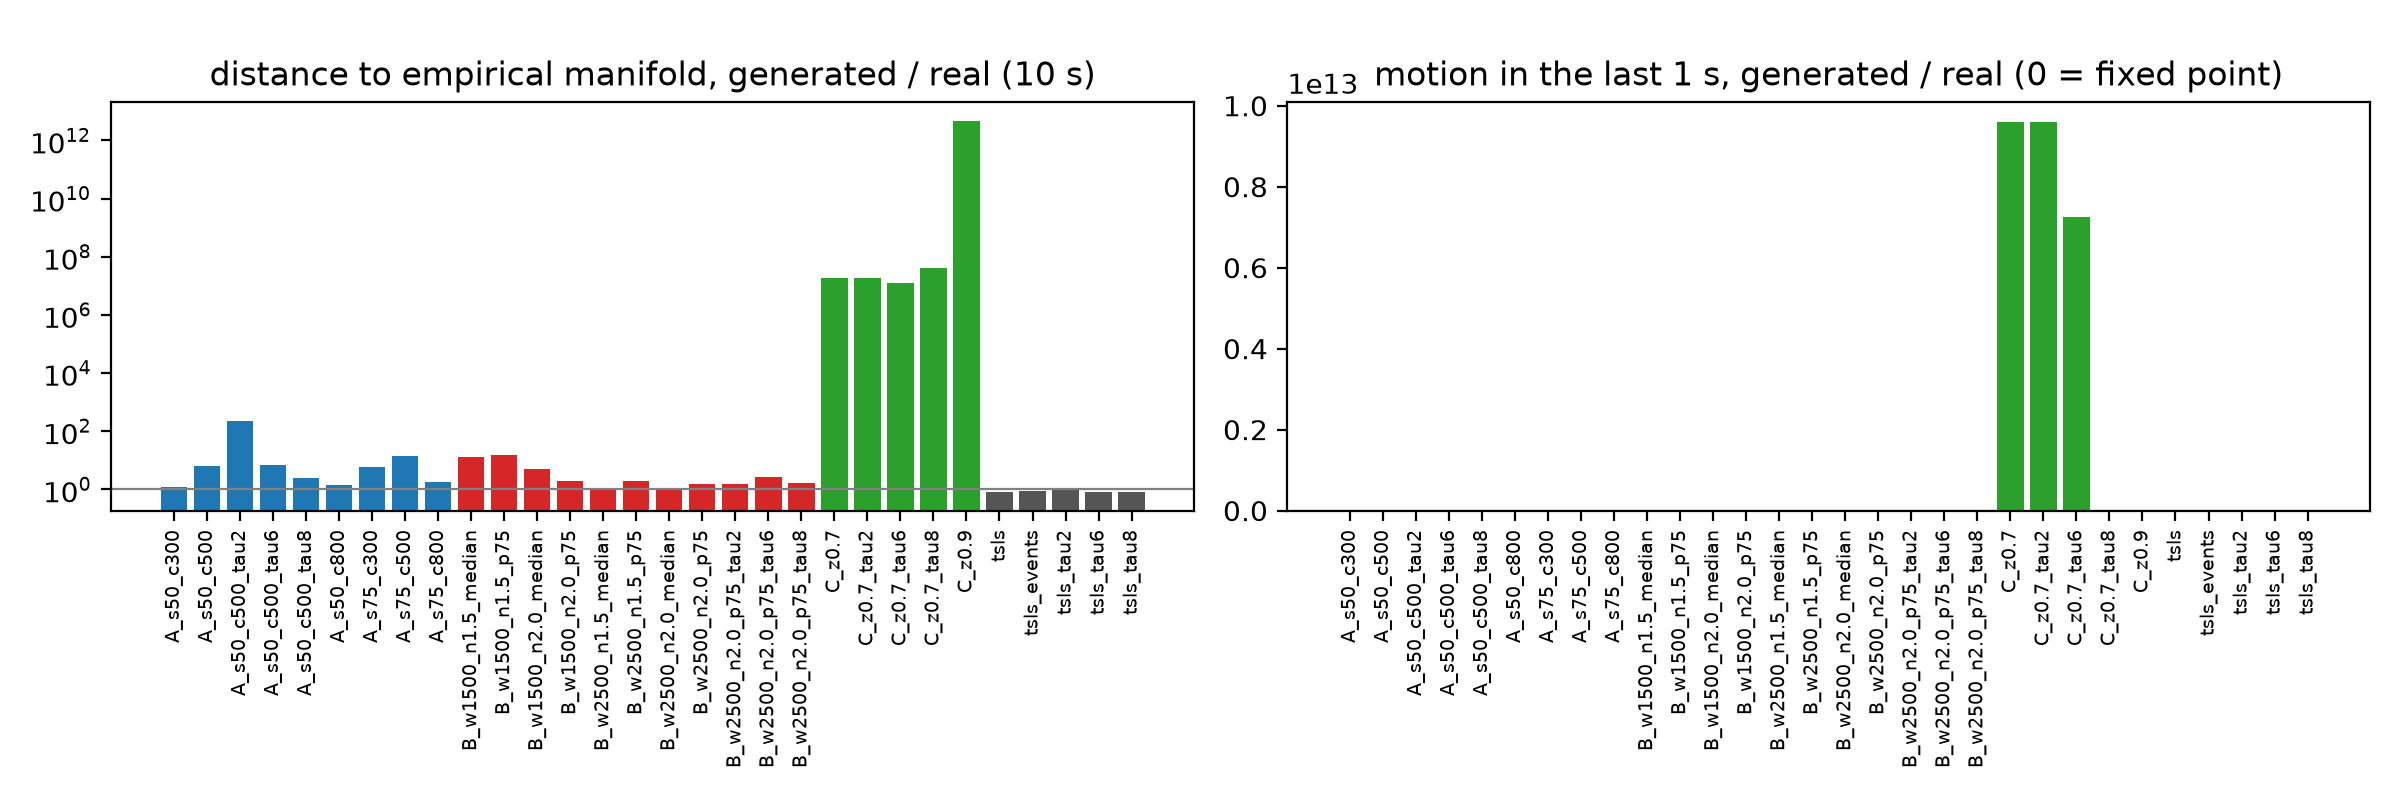 distance to empirical manifold, generated / real (10 s)
10^12
10^10
10^8
10^6
10^4
10^2
10^0
A_s50_c300
A_s50_c500
A_s50_c500_tau2
A_s50_c500_tau6
A_s50_c500_tau8
A_s50_c800
A_s75_c300
A_s75_c500
A_s75_c800
B_w1500_n1.5_median
B_w1500_n1.5_p75
B_w1500_n2.0_median
B_w1500_n2.0_p75
B_w2500_n1.5_median
B_w2500_n1.5_p75
B_w2500_n2.0_median
B_w2500_n2.0_p75
B_w2500_n2.0_p75_tau2
B_w2500_n2.0_p75_tau6
B_w2500_n2.0_p75_tau8
C_z0.7
C_z0.7_tau2
C_z0.7_tau6
C_z0.7_tau8
C_z0.9
tsls
tsls_events
tsls_tau2
tsls_tau6
tsls_tau8
motion in the last 1 s, generated / real (0 = fixed point)
1e13
1.0
0.8
0.6
0.4
0.2
0.0
A_s50_c300
A_s50_c500
A_s50_c500_tau2
A_s50_c500_tau6
A_s50_c500_tau8
A_s50_c800
A_s75_c300
A_s75_c500
A_s75_c800
B_w1500_n1.5_median
B_w1500_n1.5_p75
B_w1500_n2.0_median
B_w1500_n2.0_p75
B_w2500_n1.5_median
B_w2500_n1.5_p75
B_w2500_n2.0_median
B_w2500_n2.0_p75
B_w2500_n2.0_p75_tau2
B_w2500_n2.0_p75_tau6
B_w2500_n2.0_p75_tau8
C_z0.7
C_z0.7_tau2
C_z0.7_tau6
C_z0.7_tau8
C_z0.9
tsls
tsls_events
tsls_tau2
tsls_tau6
tsls_tau8